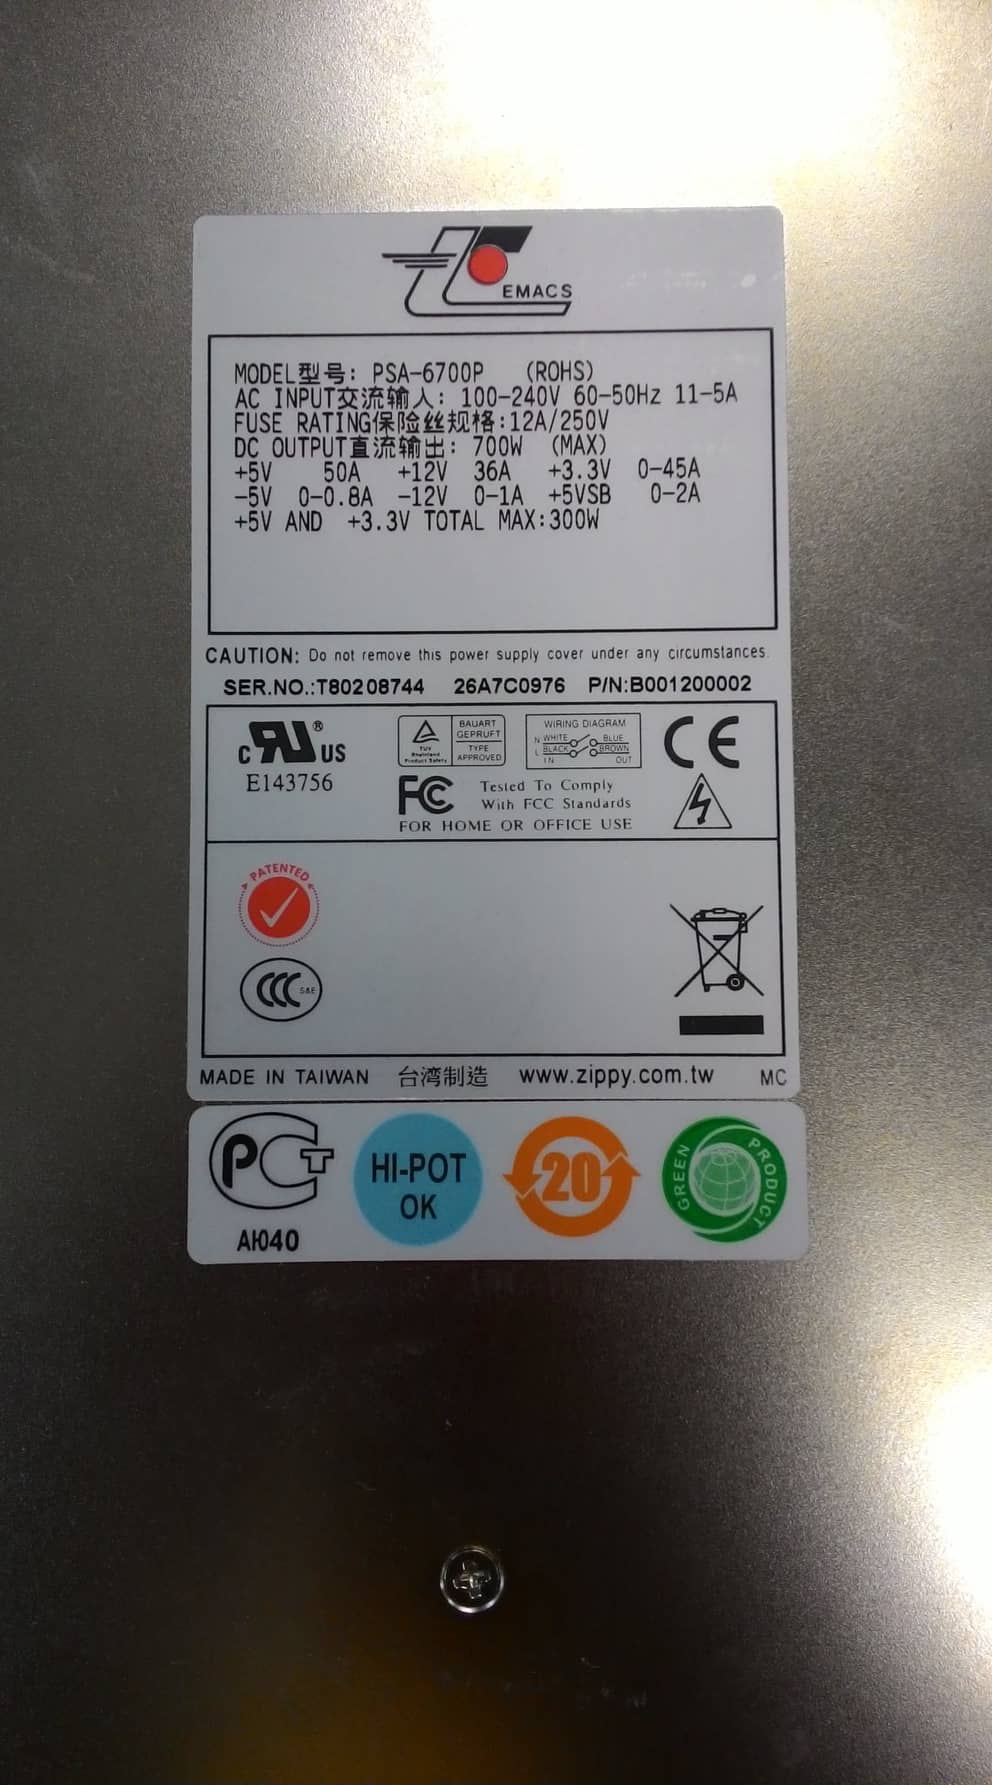 EMACS
MODEL型号: PSA-6700P (ROHS)
AC INPUT交流输入: 100-240V 60-50Hz 11-5A
FUSE RATING保险丝规格:12A/250V
DC OUTPUT直流输出: 700W (MAX)
+5V 50A +12V 36A +3.3V 0-45A
-5V 0-0.8A -12V 0-1A +5VSB 0-2A
+5V AND +3.3V TOTAL MAX:300W
CAUTION: Do not remove this power supply cover under any circumstances.
SER.NO.:T80208744 26A7C0976 P/N:B001200002
c RU ® US
E143756
TUV
Rheinland
Product Safety
BAUART
GEPRUFT
TYPE
APPROVED
WIRING DIAGRAM
N WHITE BLUE
L BLACK BROWN
IN OUT
CE
FC Tested To Comply
With FCC Standards
FOR HOME OR OFFICE USE
PATENTED
CCC S&E
MADE IN TAIWAN 台湾制造 www.zippy.com.tw MC
PCT
АЮ40
HI-POT
OK
20
GREEN PRODUCT